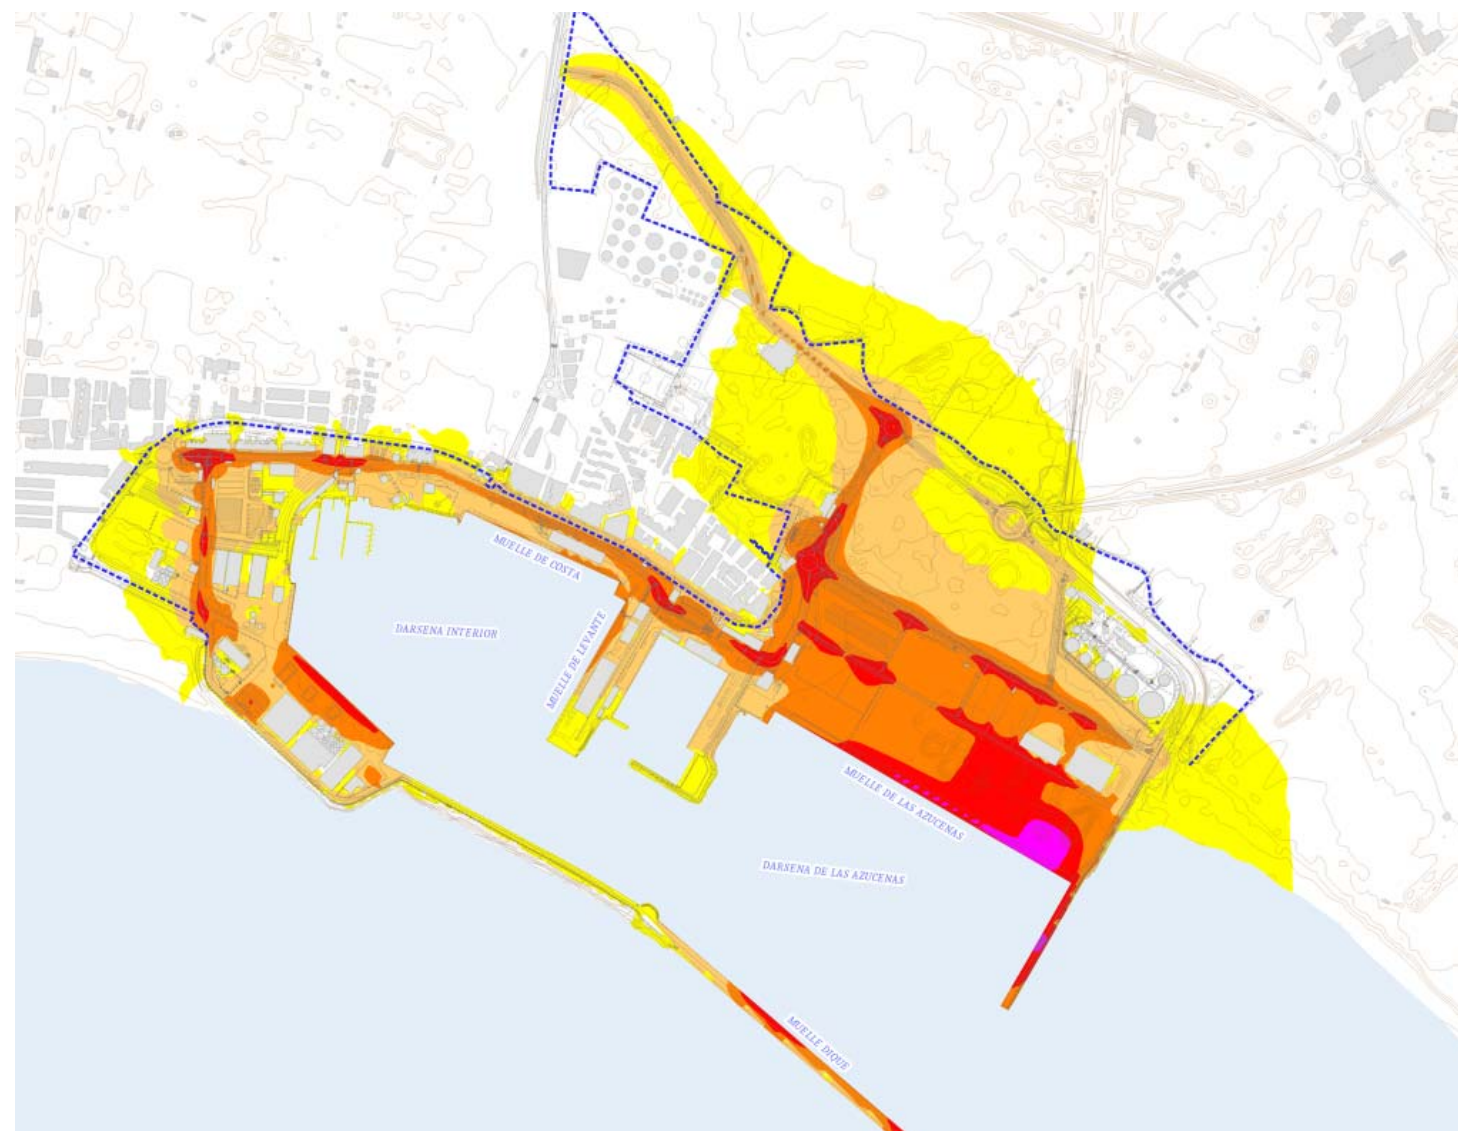 MUELLE DE COSTA
DARSENA INTERIOR
MUELLE DE LEVANTE
MUELLE DE LAS AZUCENAS
DARSENA DE LAS AZUCENAS
MUELLE DIQUE